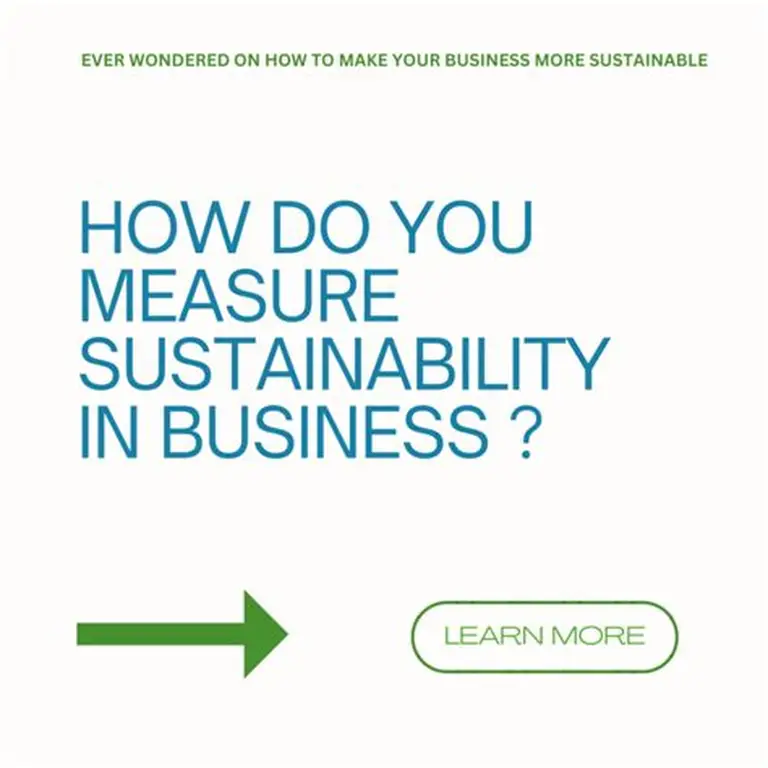 EVER WONDERED ON HOW TO MAKE YOUR BUSINESS MORE SUSTAINABLE
HOW DO YOU
MEASURE
SUSTAINABILITY
IN BUSINESS ?
LEARN MORE